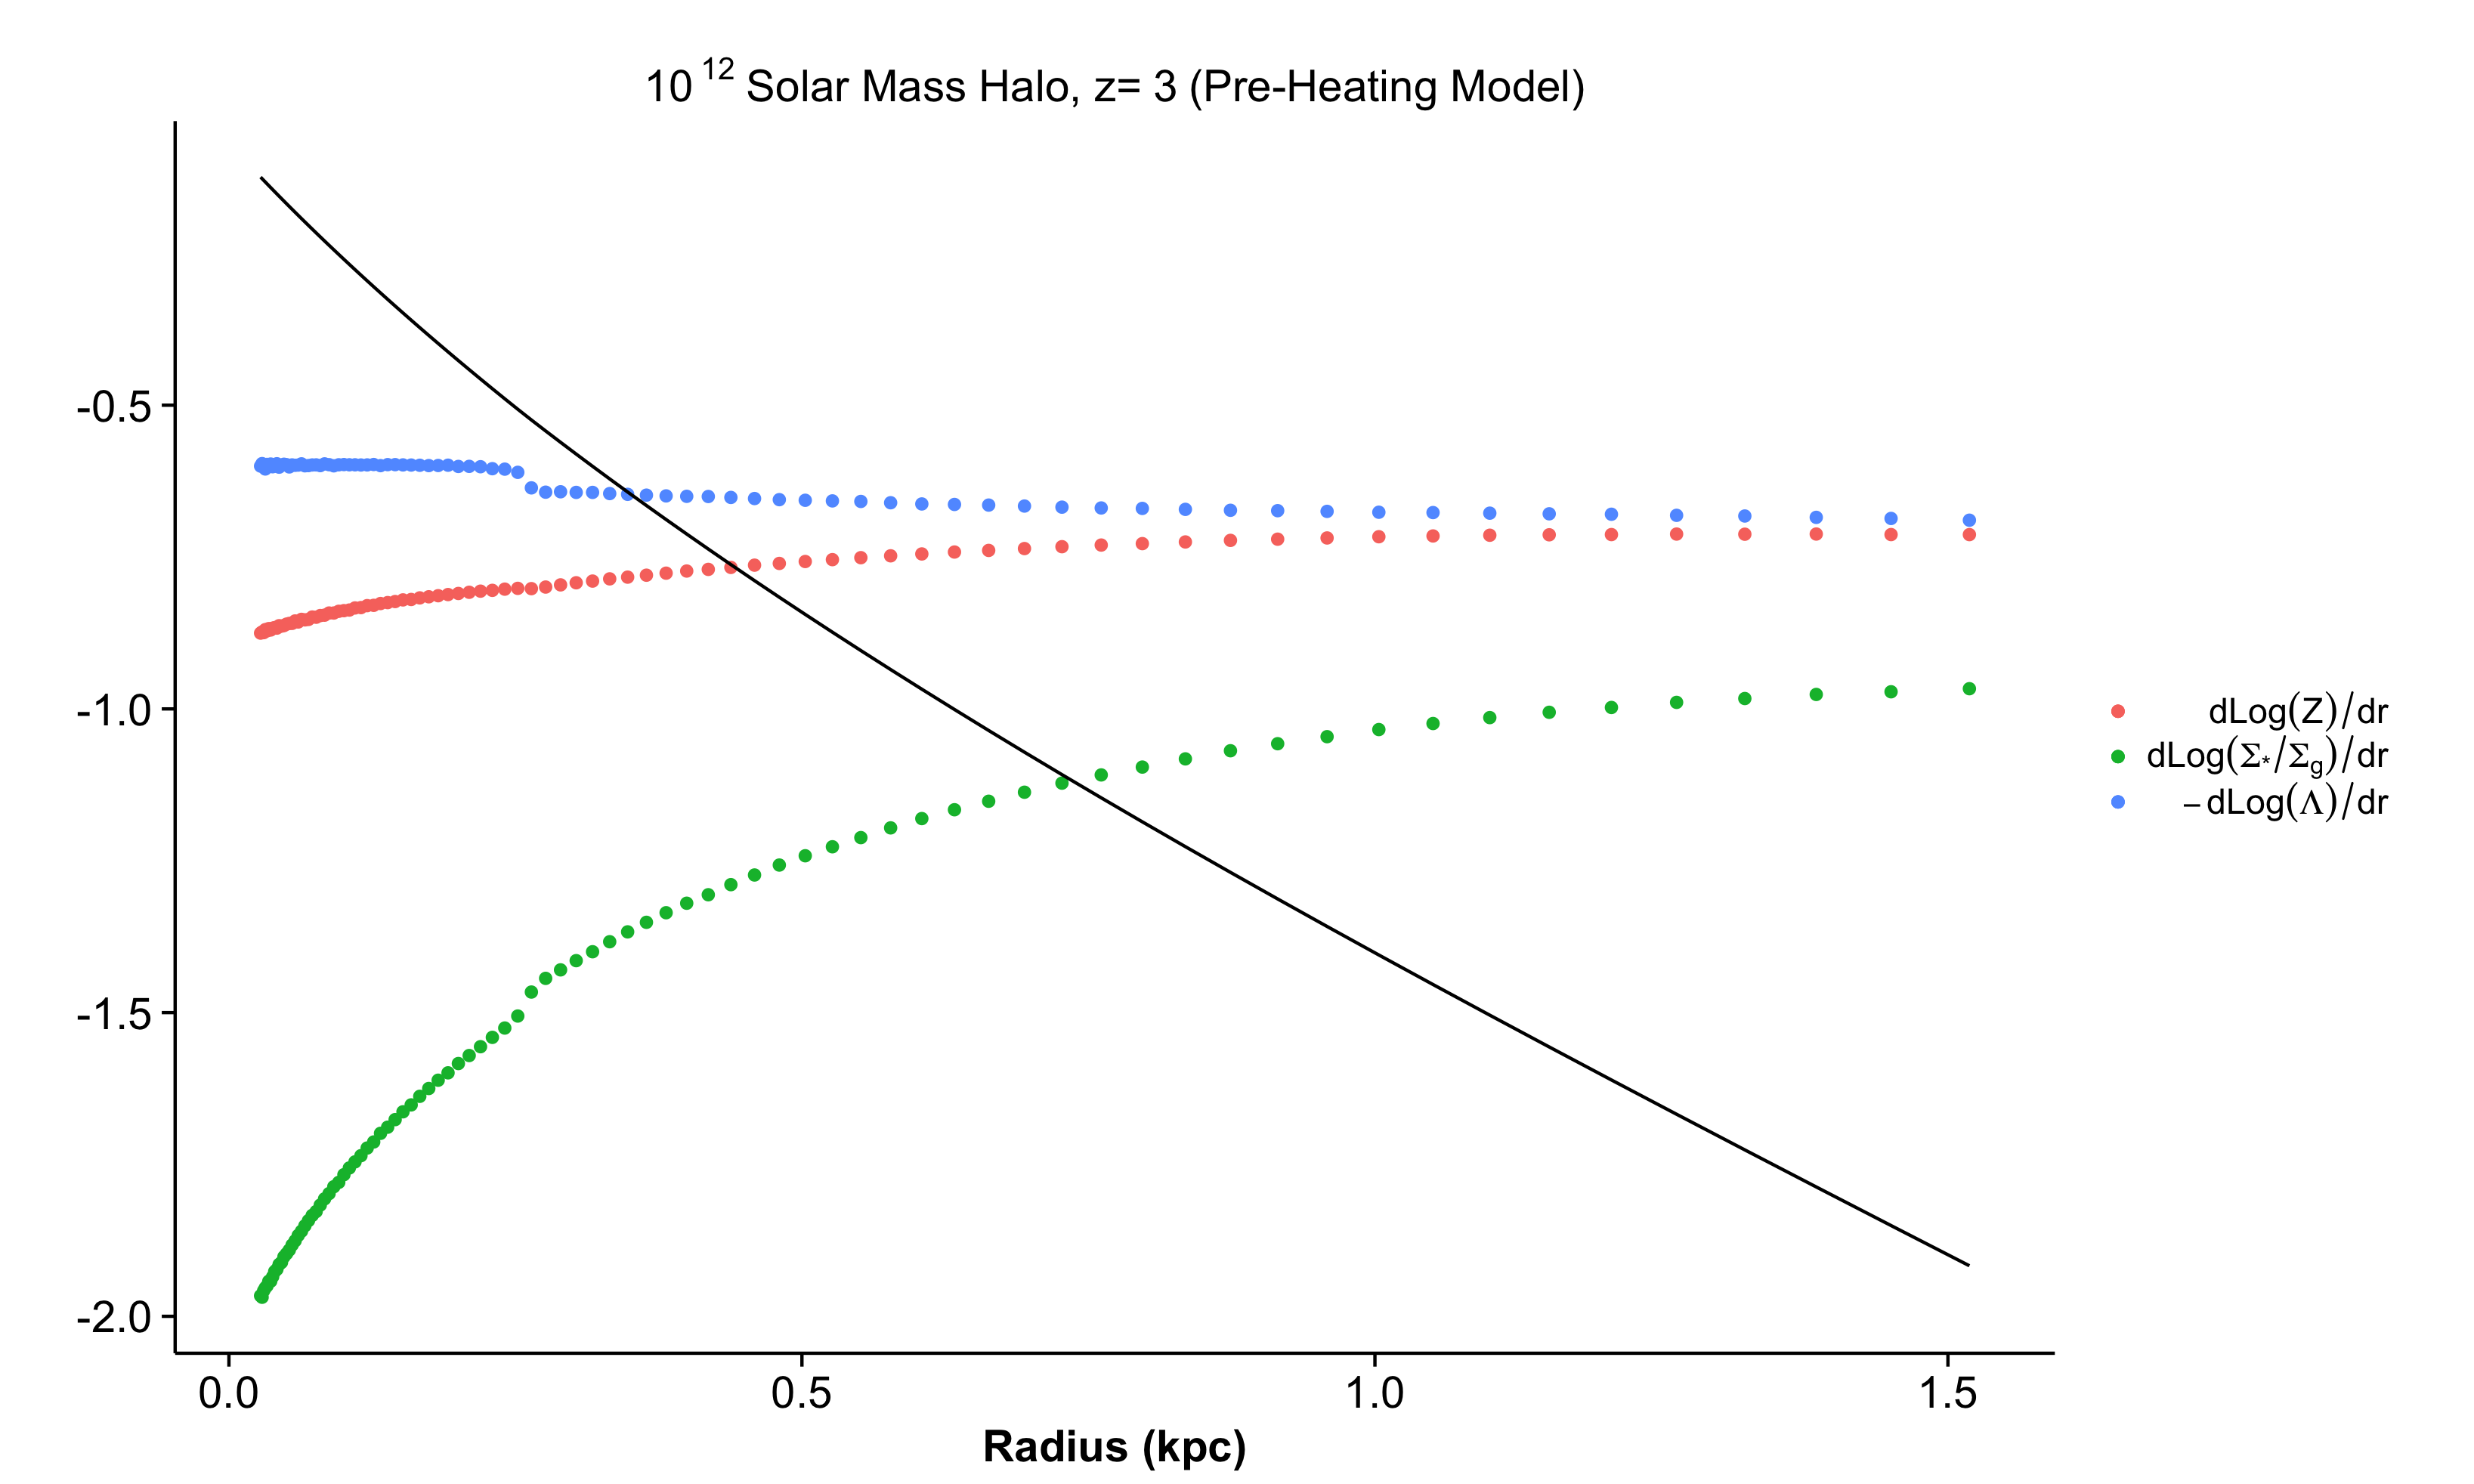 10 12 Solar Mass Halo, z= 3 (Pre-Heating Model)
-0.5
-1.0
-1.5
-2.0
0.0 0.5 1.0 1.5
Radius (kpc)
dLog(Z)/dr
dLog(Σ*/Σg)/dr
– dLog(Λ)/dr